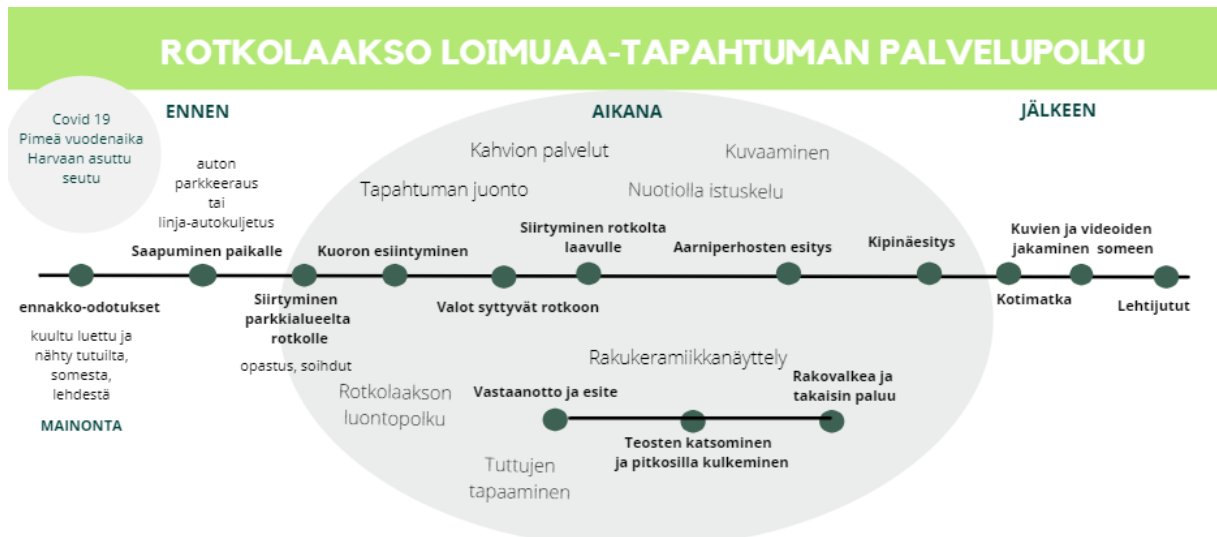 ROTKOLAAKSO LOIMUAA-TAPAHTUMAN PALVELUPOLKU
Covid 19
Pimeä vuodenaika
Harvaan asuttu
seutu
ENNEN
AIKANA
JÄLKEEN
auton
parkkeeraus
tai
linja-autokuljetus
Kahvion palvelut
Kuvaaminen
Tapahtuman juonto
Nuotiolla istuskelu
Saapuminen paikalle
Kuoron esiintyminen
Siirtyminen rotkolta
laavulle
Aarniperhosten esitys
Kipinäesitys
Kuvien ja videoiden
jakaminen someen
ennakko-odotukset
kuultu luettu ja
nähty tutuilta,
somesta,
lehdestä
MAINONTA
Siirtyminen
parkkialueelta
rotkolle
opastus, soihdut
Valot syttyvät rotkoon
Kotimatka
Lehtijutut
Rotkolaakson
luontopolku
Rakukeramiikkanäyttely
Vastaanotto ja esite
Rakovalkea ja
takaisin paluu
Teosten katsominen
ja pitkosilla kulkeminen
Tuttujen
tapaaminen